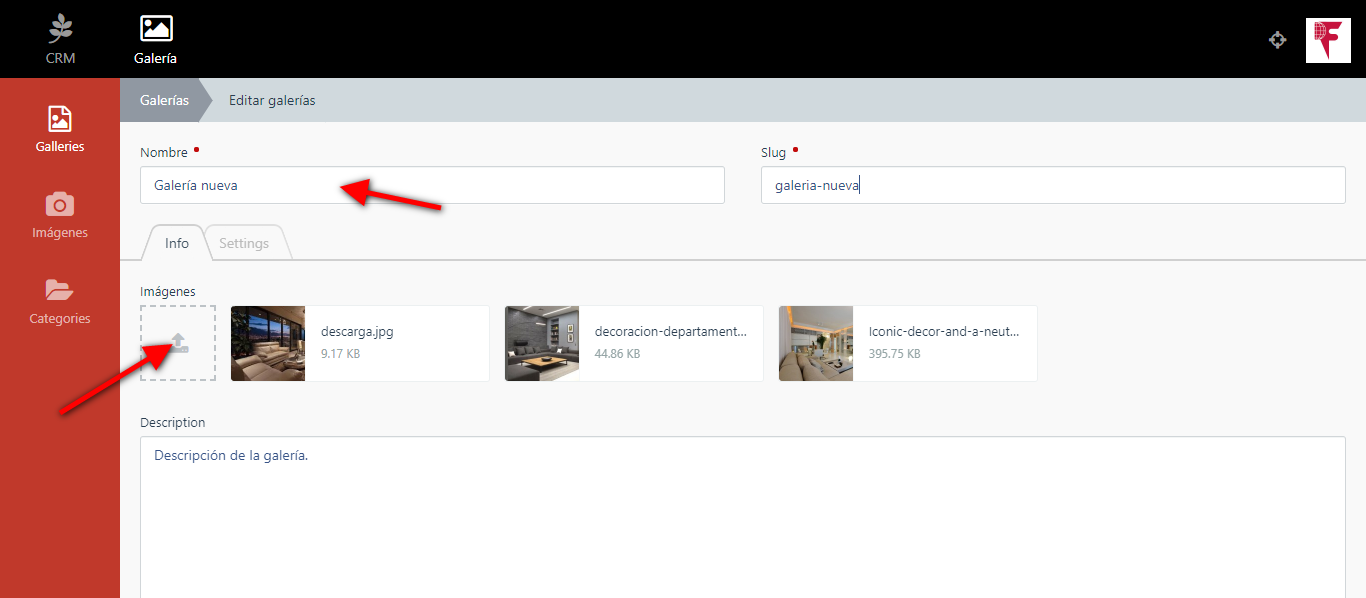 CRM
Galería
Galleries
Imágenes
Categories
Galerías
Editar galerías
Nombre
Slug
Galería nueva
galeria-nueva
Info
Settings
Imágenes
descarga.jpg
9.17 KB
decoracion-departament...
44.86 KB
Iconic-decor-and-a-neut...
395.75 KB
Description
Descripción de la galería.